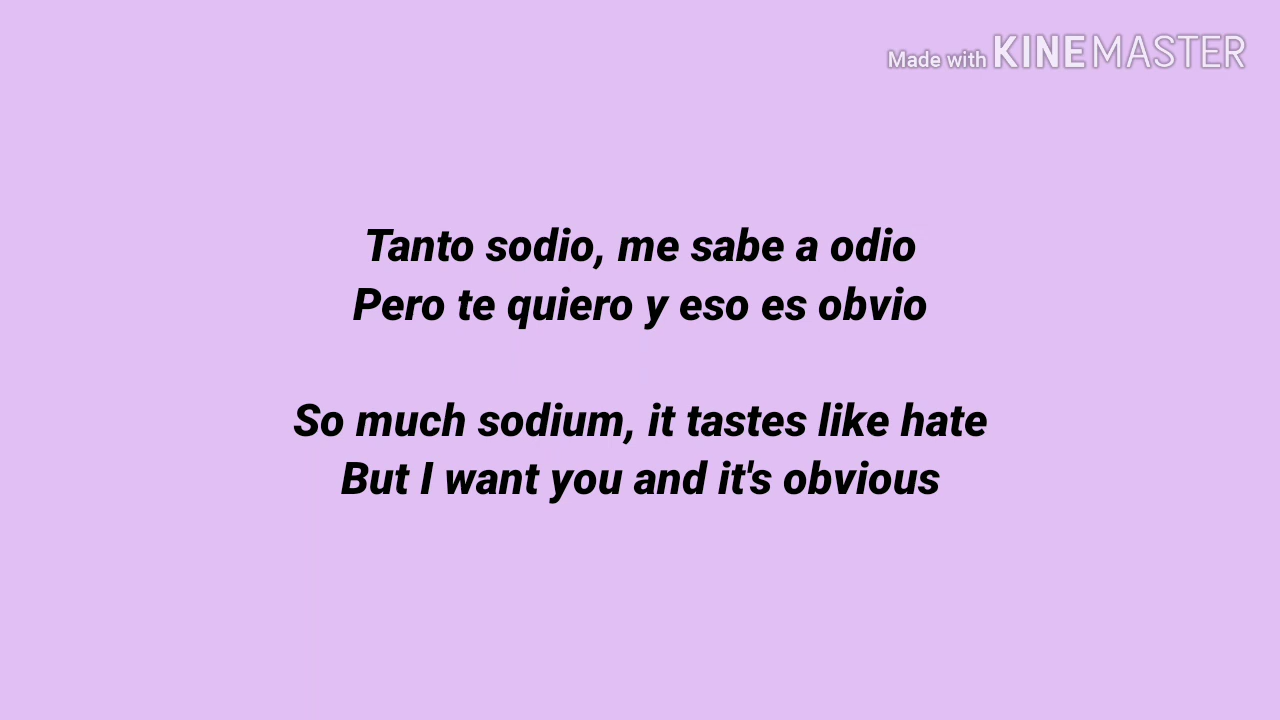 Made with KINEMASTER
Tanto sodio, me sabe a odio
Pero te quiero y eso es obvio
So much sodium, it tastes like hate
But I want you and it's obvious